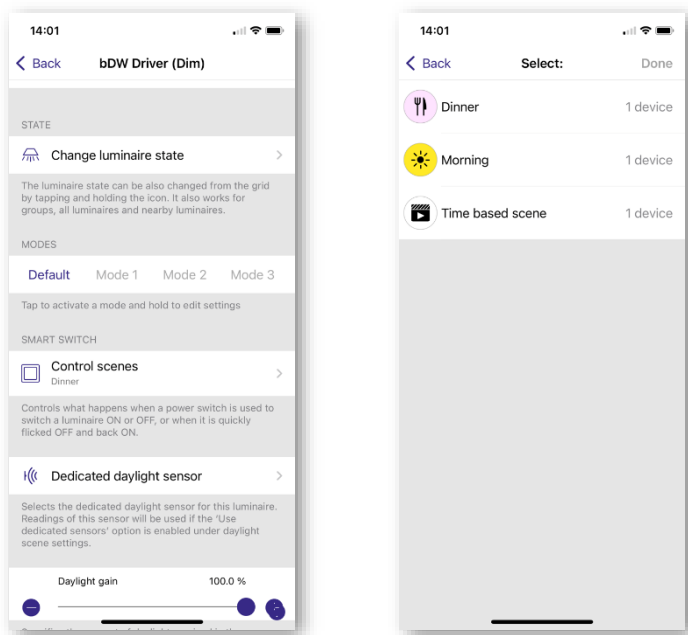 14:01
Back
bDW Driver (Dim)
STATE
Change luminaire state
The luminaire state can be also changed from the grid
by tapping and holding the icon. It also works for
groups, all luminaires and nearby luminaires.
MODES
Default Mode 1 Mode 2 Mode 3
Tap to activate a mode and hold to edit settings
SMART SWITCH
Control scenes
Dinner
Controls what happens when a power switch is used to
switch a luminaire ON or OFF, or when it is quickly
flicked OFF and back ON.
Dedicated daylight sensor
Selects the dedicated daylight sensor for this luminaire.
Readings of this sensor will be used if the 'Use
dedicated sensors' option is enabled under daylight
scene settings.
Daylight gain 100.0 %
14:01
Back Select: Done
Dinner 1 device
Morning 1 device
Time based scene 1 device